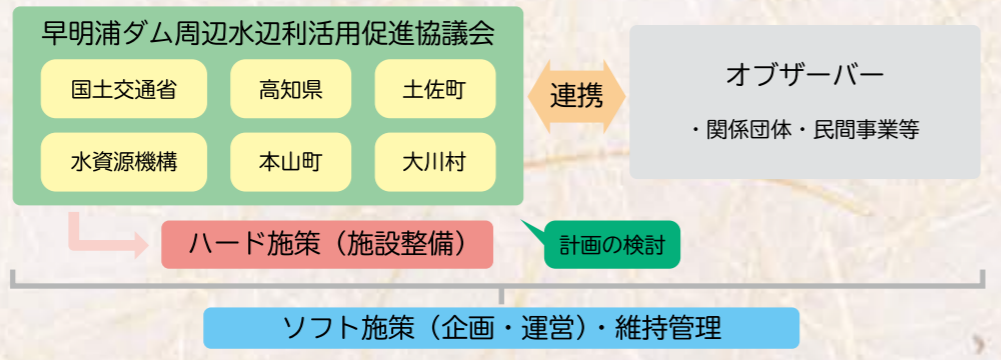 早明浦ダム周辺水辺利活用促進協議会
国土交通省 高知県 土佐町
水資源機構 本山町 大川村
連携
オブザーバー
・関係団体・民間事業等
ハード施策（施設整備）
計画の検討
ソフト施策（企画・運営）・維持管理